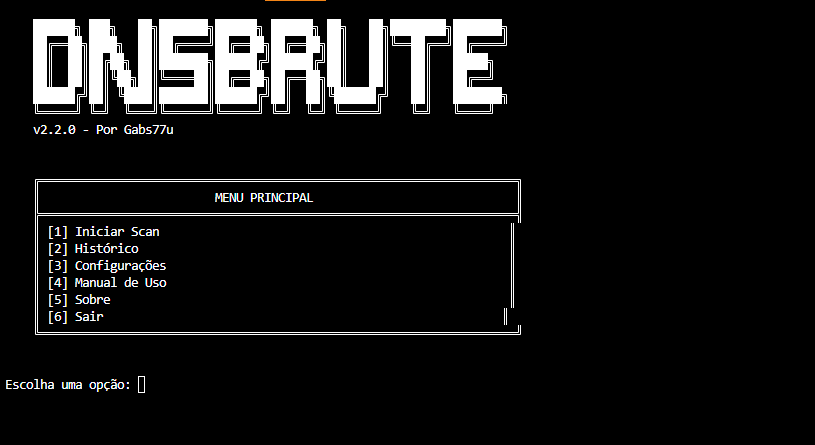 DNSBRUTE
v2.2.0 - Por Gabs77u
MENU PRINCIPAL
[1] Iniciar Scan
[2] Histórico
[3] Configurações
[4] Manual de Uso
[5] Sobre
[6] Sair
Escolha uma opção: